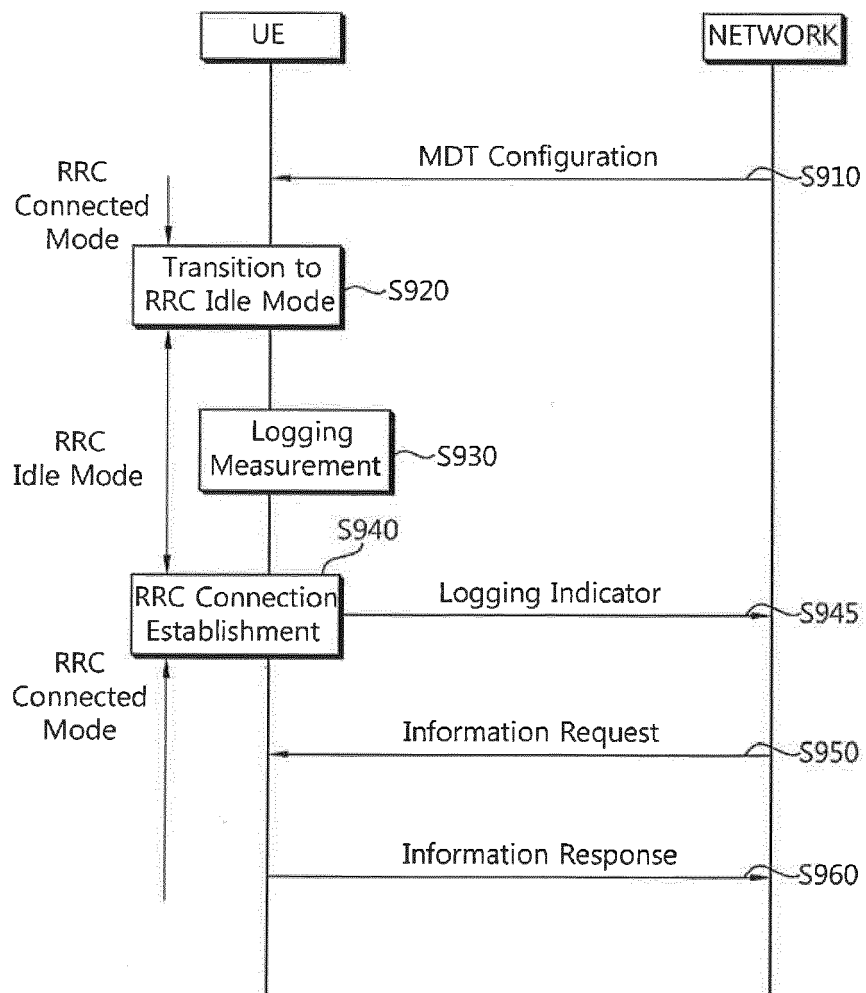 UE
NETWORK
MDT Configuration
S910
RRC
Connected
Mode
Transition to
RRC Idle Mode
S920
RRC
Idle Mode
Logging
Measurement
S930
S940
RRC Connection
Establishment
Logging Indicator
S945
RRC
Connected
Mode
Information Request
S950
Information Response
S960